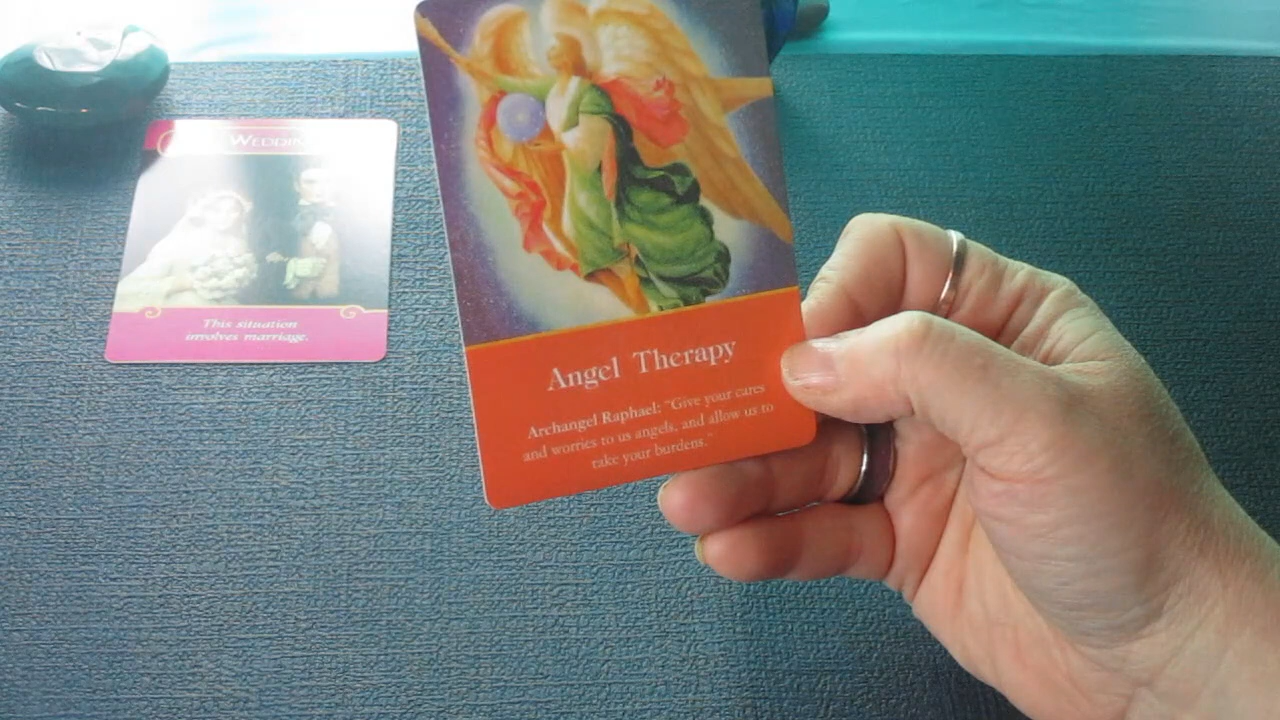 This situation
involves marriage.
Angel Therapy
Archangel Raphael: "Give your cares
and worries to us angels, and allow us to
take your burdens."